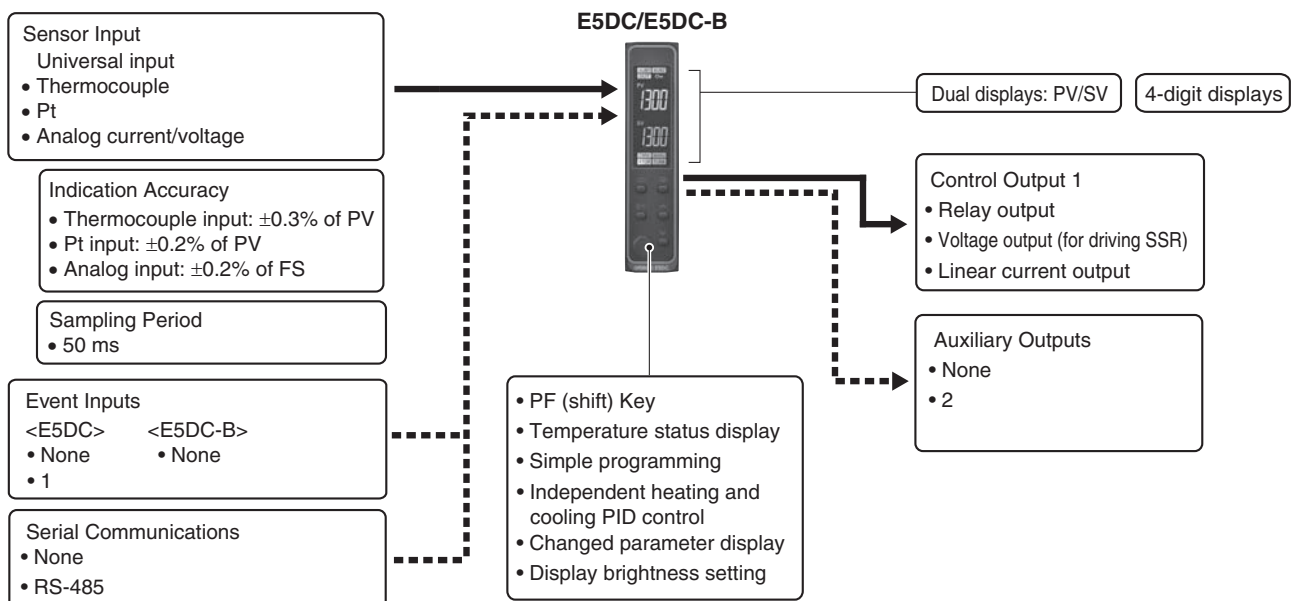 E5DC/E5DC-B
Sensor Input
Universal input
• Thermocouple
• Pt
• Analog current/voltage
Indication Accuracy
• Thermocouple input: ±0.3% of PV
• Pt input: ±0.2% of PV
• Analog input: ±0.2% of FS
Sampling Period
• 50 ms
Event Inputs
<E5DC> <E5DC-B>
• None • None
• 1
Serial Communications
• None
• RS-485
PV
1300
SV
1300
• PF (shift) Key
• Temperature status display
• Simple programming
• Independent heating and
cooling PID control
• Changed parameter display
• Display brightness setting
Dual displays: PV/SV
4-digit displays
Control Output 1
• Relay output
• Voltage output (for driving SSR)
• Linear current output
Auxiliary Outputs
• None
• 2